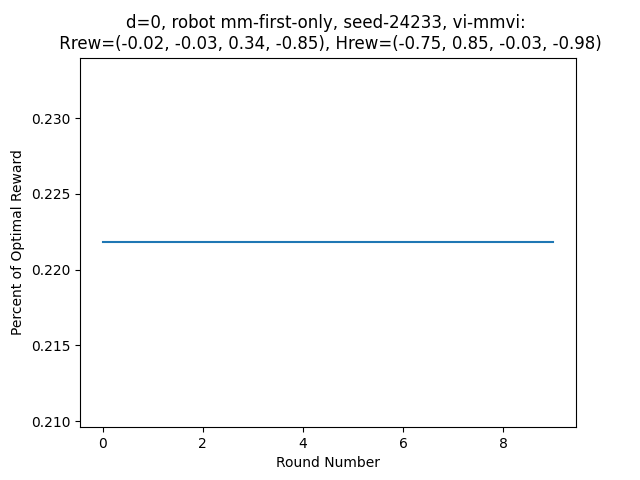 d=0, robot mm-first-only, seed-24233, vi-mmvi:
Rrew=(-0.02, -0.03, 0.34, -0.85), Hrew=(-0.75, 0.85, -0.03, -0.98)
0.230
0.225
0.220
0.215
0.210
Percent of Optimal Reward
0 2 4 6 8
Round Number